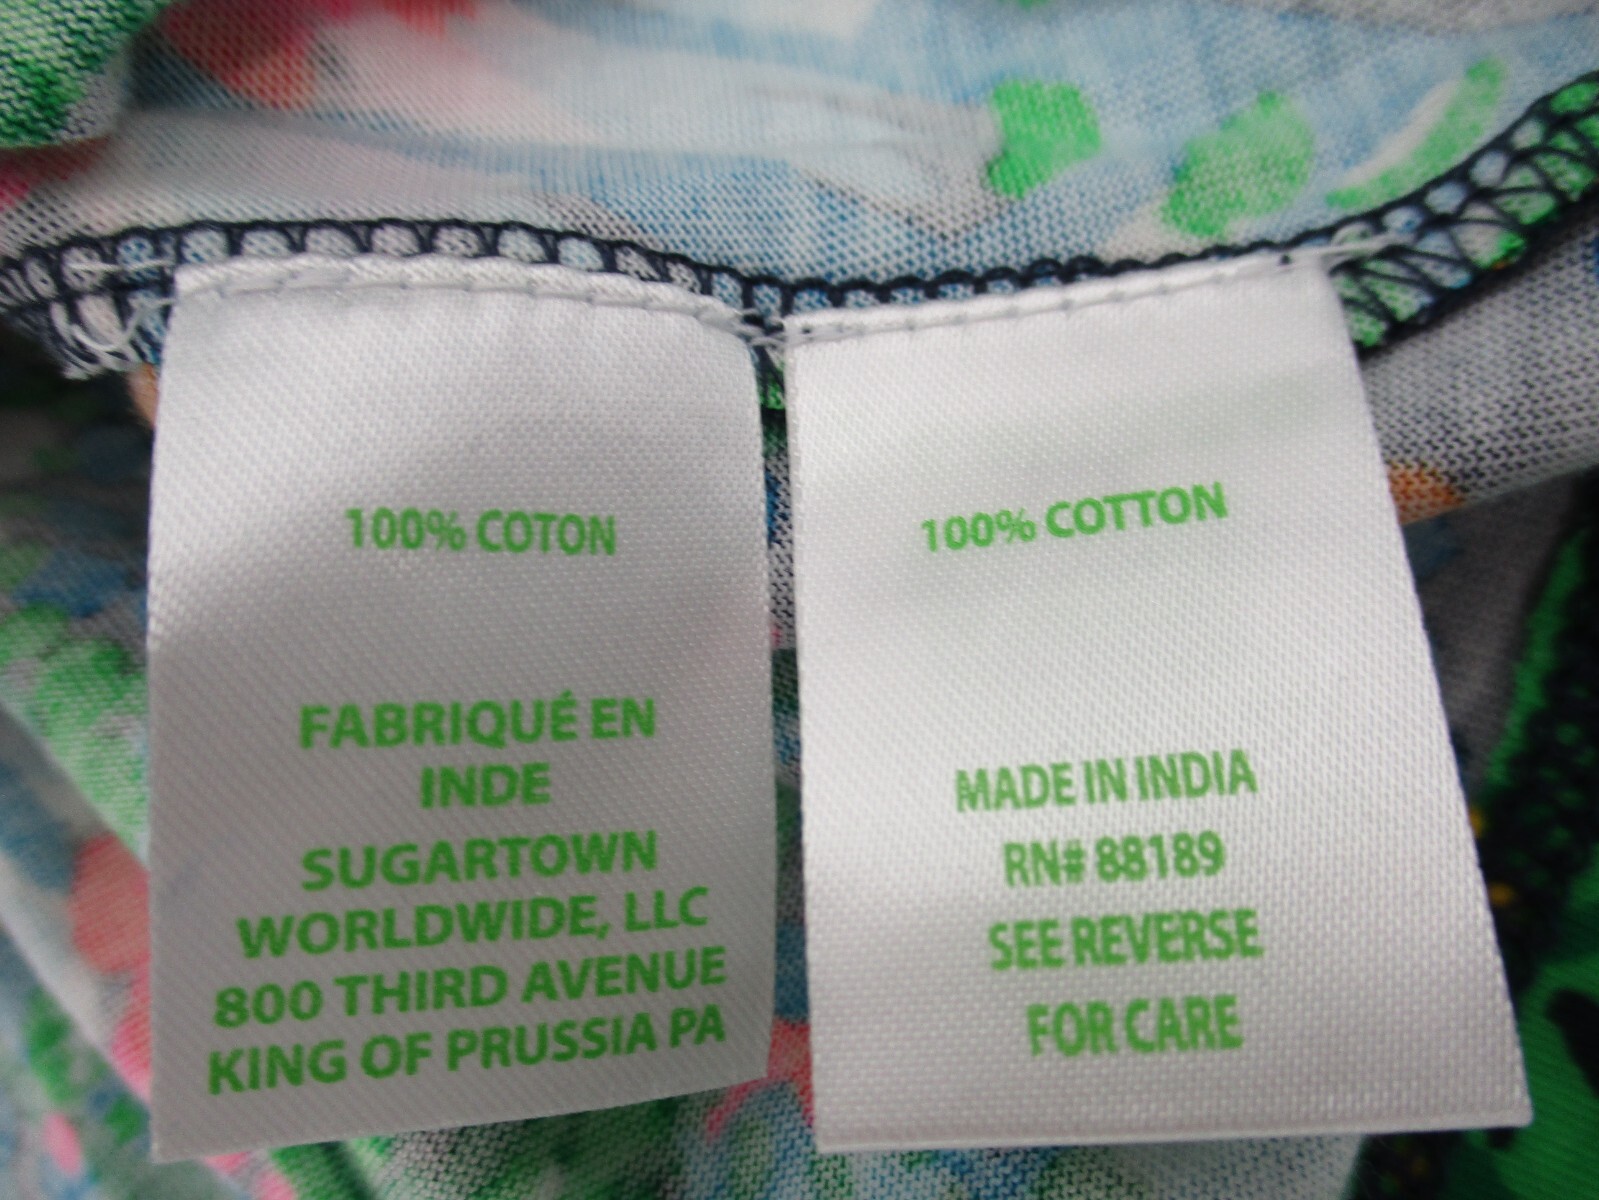 100% COTON
FABRIQUÉ EN
INDE
SUGARTOWN
WORLDWIDE, LLC
800 THIRD AVENUE
KING OF PRUSSIA PA
100% COTTON
MADE IN INDIA
RN# 88189
SEE REVERSE
FOR CARE